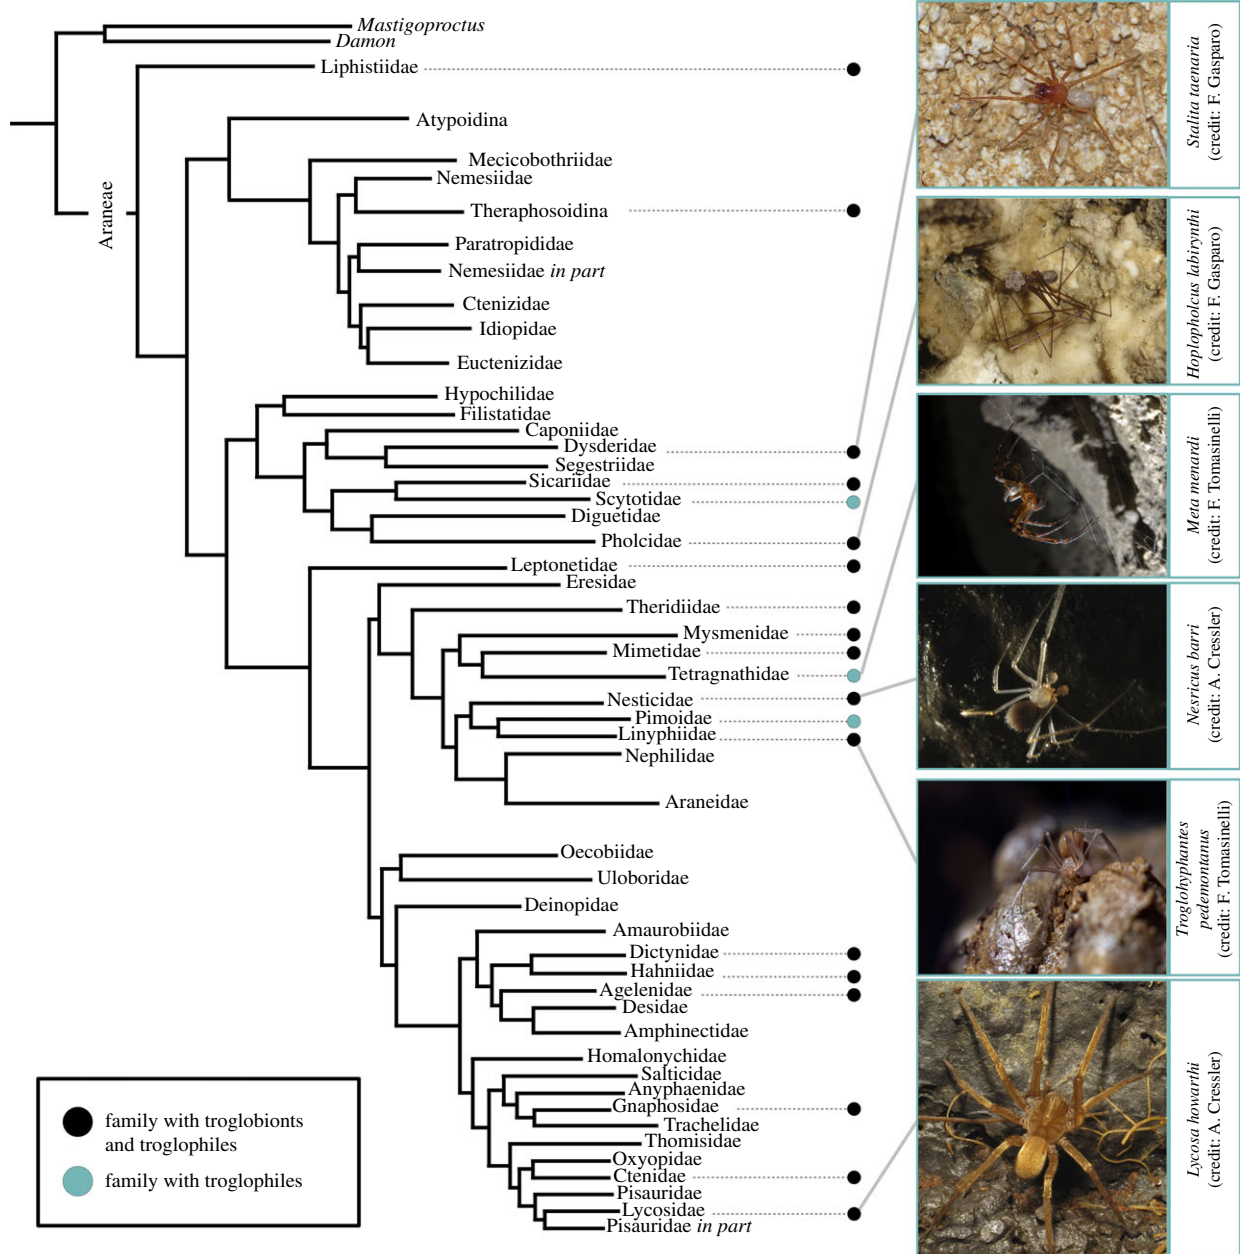 Mastigoproctus
Damon
Liphistiidae
Araneae
Atypoidina
Mecicobothriidae
Nemesiidae
Theraphosoidina
Paratropididae
Nemesiidae in part
Ctenizidae
Idiopidae
Euctenizidae
Hypochilidae
Filistatidae
Caponiidae
Dysderidae
Segestriidae
Sicariidae
Scytotidae
Diguetidae
Pholcidae
Leptonetidae
Eresidae
Theridiidae
Mysmenidae
Mimetidae
Tetragnathidae
Nesticidae
Pimoidae
Linyphiidae
Nephilidae
Araneidae
Oecobiidae
Uloboridae
Deinopidae
Amaurobiidae
Dictynidae
Hahniidae
Agelenidae
Desidae
Amphinectidae
Homalonychidae
Salticidae
Anyphaenidae
Gnaphosidae
Trachelidae
Thomisidae
Oxyopidae
Ctenidae
Pisauridae
Lycosidae
Pisauridae in part
family with troglobionts
and troglophiles
family with troglophiles
Stalita taenaria
(credit: F. Gasparo)
Hoplopholcus labirynthi
(credit: F. Gasparo)
Meta menardi
(credit: F. Tomasinelli)
Nesricus barri
(credit: A. Cressler)
Troglohyphantes
pedemontanus
(credit: F. Tomasinelli)
Lycosa howarthi
(credit: A. Cressler)